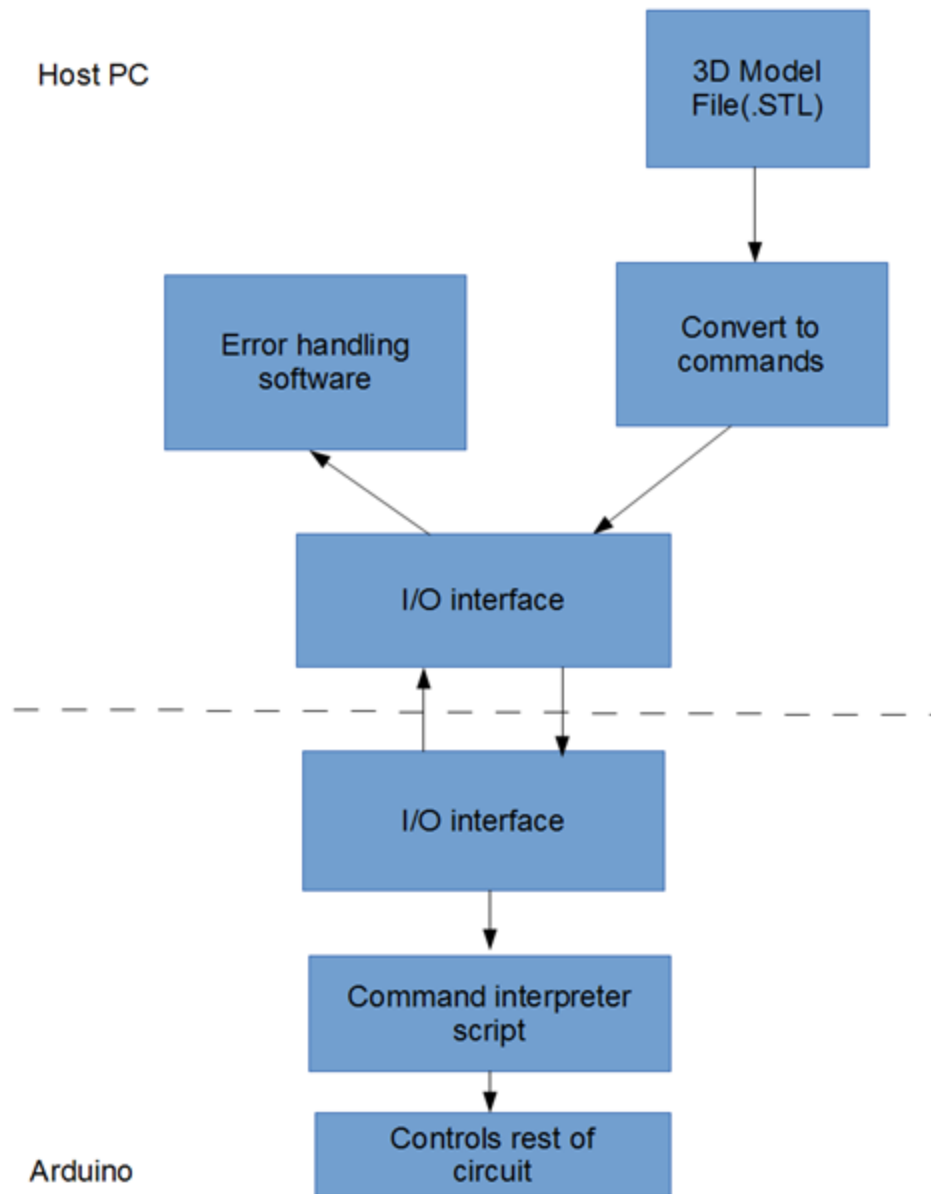 Host PC
3D Model
File(.STL)
Convert to
commands
Error handling
software
I/O interface
I/O interface
Command interpreter
script
Controls rest of
circuit
Arduino